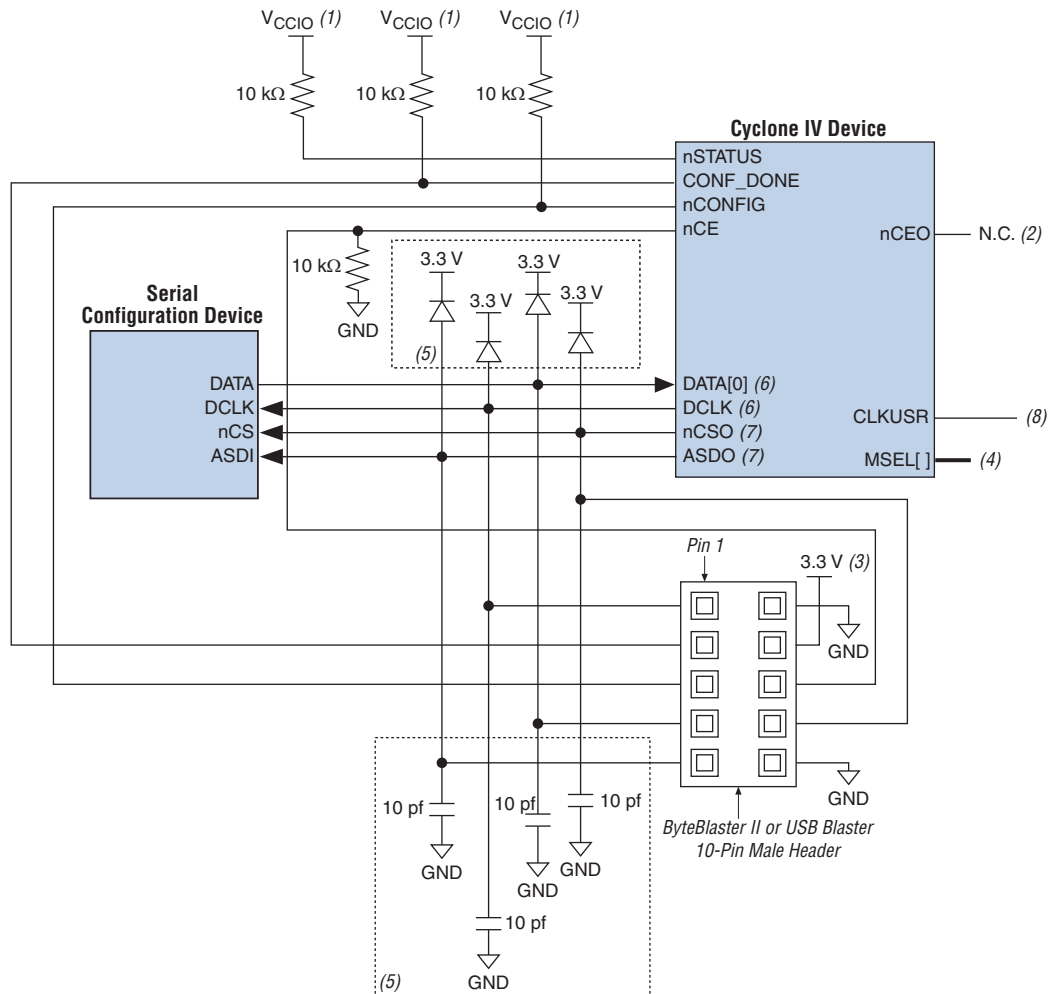 VCCIO (1)
VCCIO (1)
VCCIO (1)
10 kΩ
10 kΩ
10 kΩ
Cyclone IV Device
nSTATUS
CONF_DONE
nCONFIG
nCE
nCEO
N.C. (2)
10 kΩ
GND
3.3 V
3.3 V
3.3 V
3.3 V
(5)
Serial
Configuration Device
DATA
DCLK
nCS
ASDI
DATA[0] (6)
DCLK (6)
nCSO (7)
ASDO (7)
CLKUSR
(8)
MSEL[ ]
(4)
Pin 1
3.3 V (3)
GND
GND
10 pf
GND
10 pf
GND
10 pf
GND
10 pf
GND
(5)
ByteBlaster II or USB Blaster
10-Pin Male Header